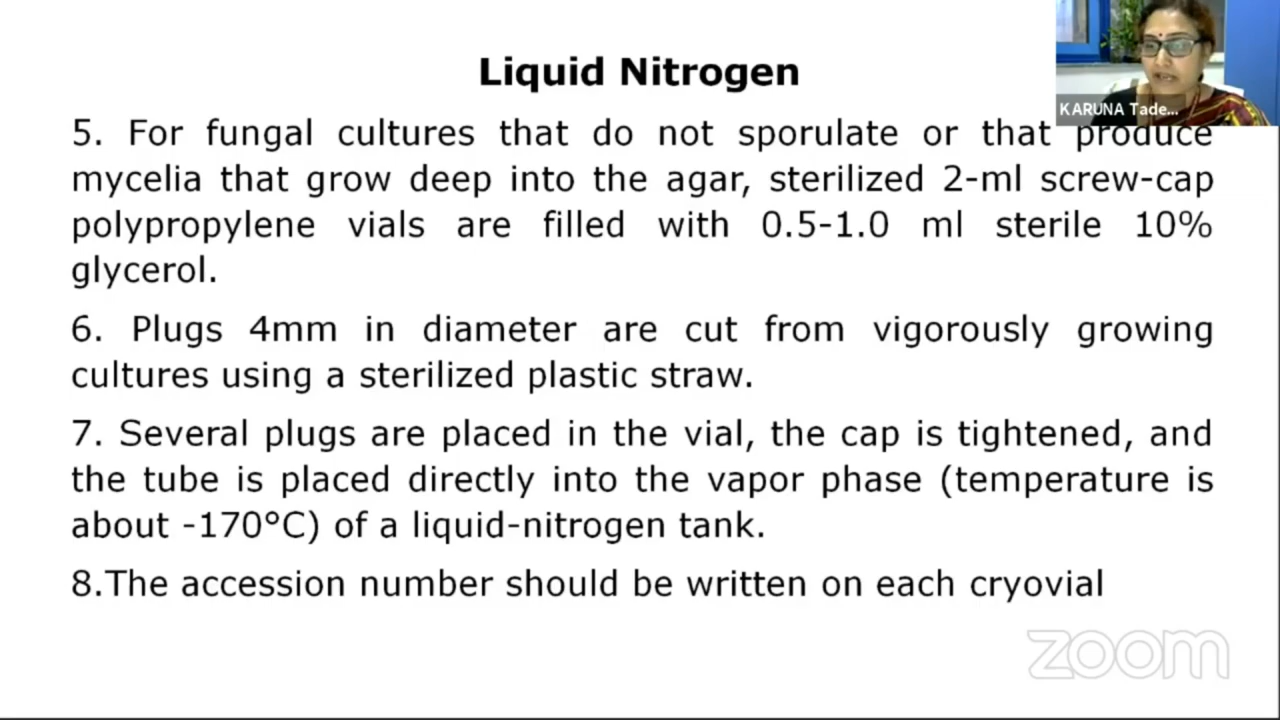 Liquid Nitrogen
KARUNA Tade...
5. For fungal cultures that do not sporulate or that produce
mycelia that grow deep into the agar, sterilized 2-ml screw-cap
polypropylene vials are filled with 0.5-1.0 ml sterile 10%
glycerol.
6. Plugs 4mm in diameter are cut from vigorously growing
cultures using a sterilized plastic straw.
7. Several plugs are placed in the vial, the cap is tightened, and
the tube is placed directly into the vapor phase (temperature is
about -170°C) of a liquid-nitrogen tank.
8.The accession number should be written on each cryovial
zoom